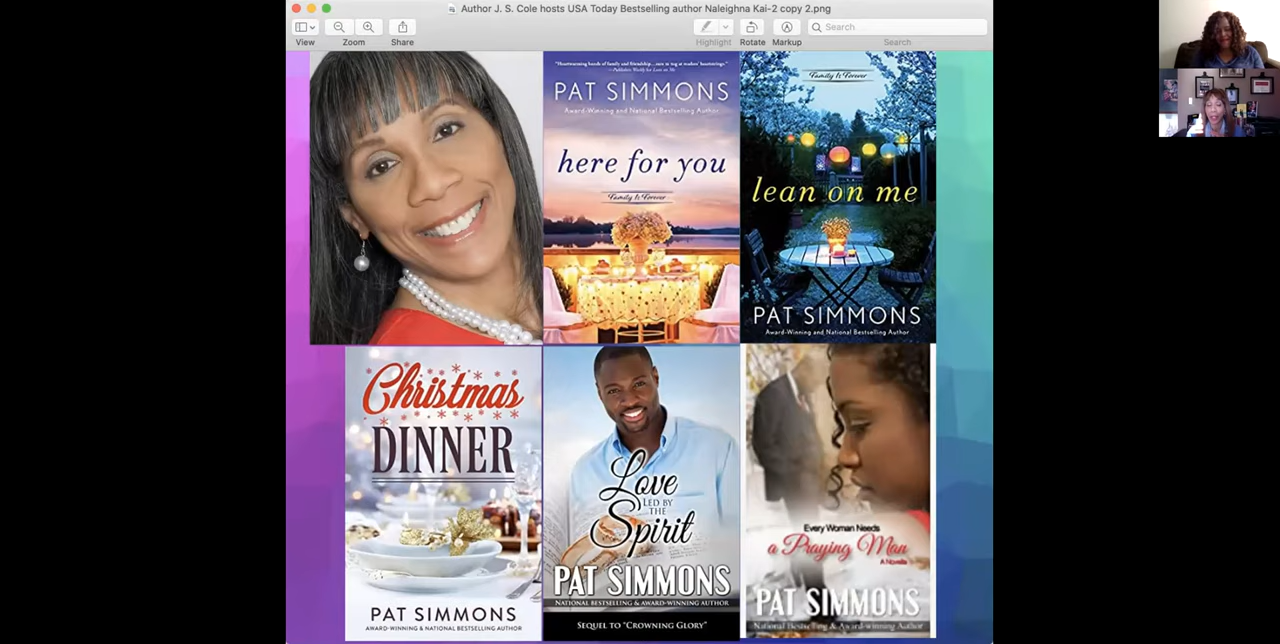 Author J. S. Cole hosts USA Today Bestselling author Naleighna Kai-2 copy 2.png
View
Zoom
Share
Highlight
Rotate
Markup
Search
Search
PAT SIMMONS
Award-Winning and National Bestselling Author
here for you
Family Is Forever
Family Is Forever
lean on me
PAT SIMMONS
Award-Winning and National Bestselling Author
Christmas
DINNER
PAT SIMMONS
AWARD-WINNING & NATIONAL BESTSELLING AUTHOR
Love
LED BY
THE
Spirit
PAT SIMMONS
NATIONAL BESTSELLING & AWARD-WINNING AUTHOR
SEQUEL TO "CROWNING GLORY"
Every Woman Needs
a Praying Man
A Novella
PAT SIMMONS
National Bestselling & Award-winning Author